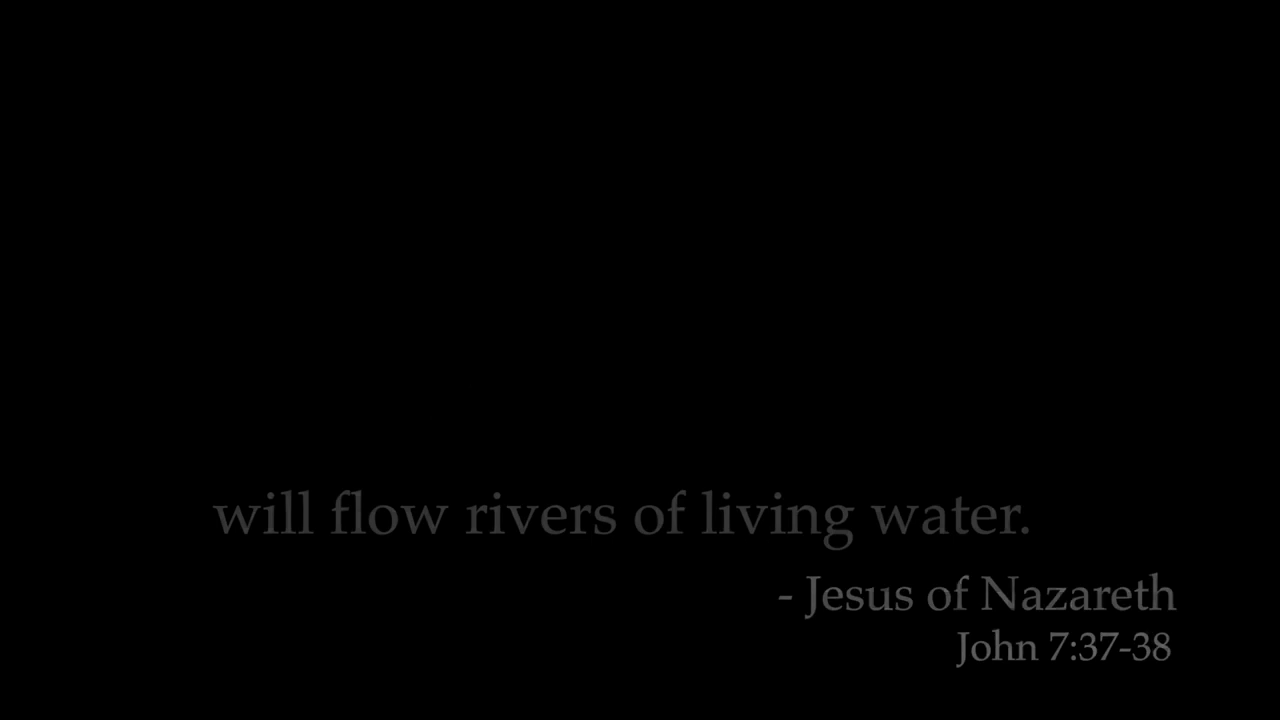 will flow rivers of living water.
- Jesus of Nazareth
John 7:37-38